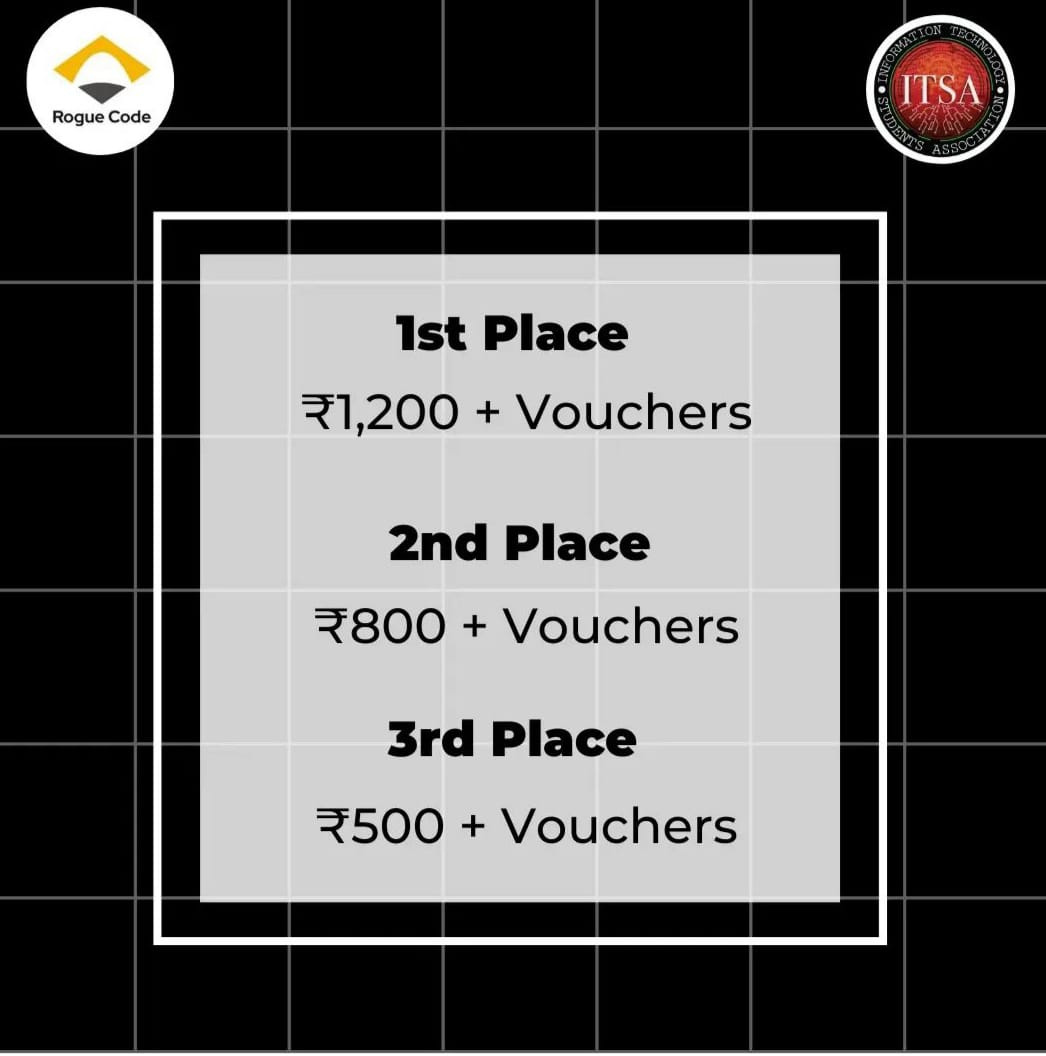 Rogue Code
INFORMATION TECHNOLOGY
ITSA
STUDENTS ASSOCIATION
1st Place
₹1,200 + Vouchers
2nd Place
₹800 + Vouchers
3rd Place
₹500 + Vouchers